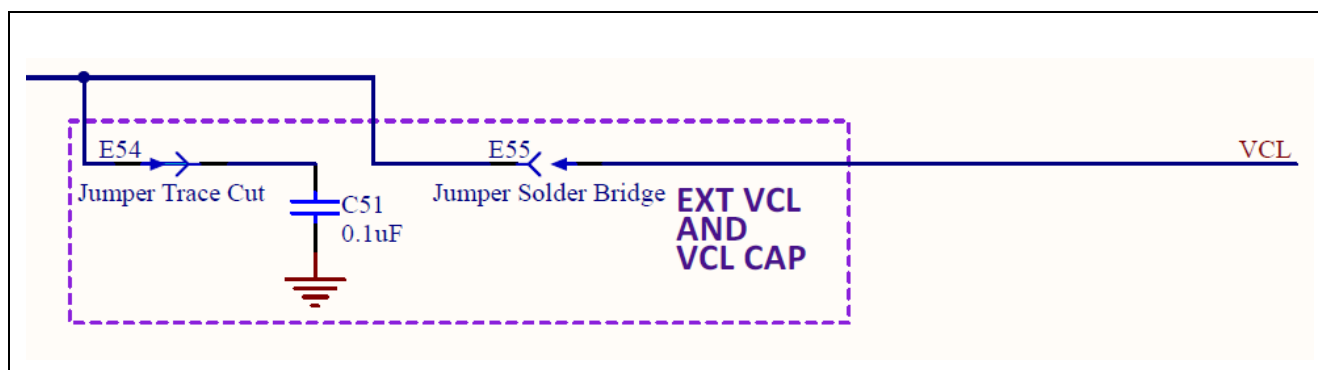 E54
Jumper Trace Cut
C51
0.1uF
E55
Jumper Solder Bridge
EXT VCL
AND
VCL CAP
VCL